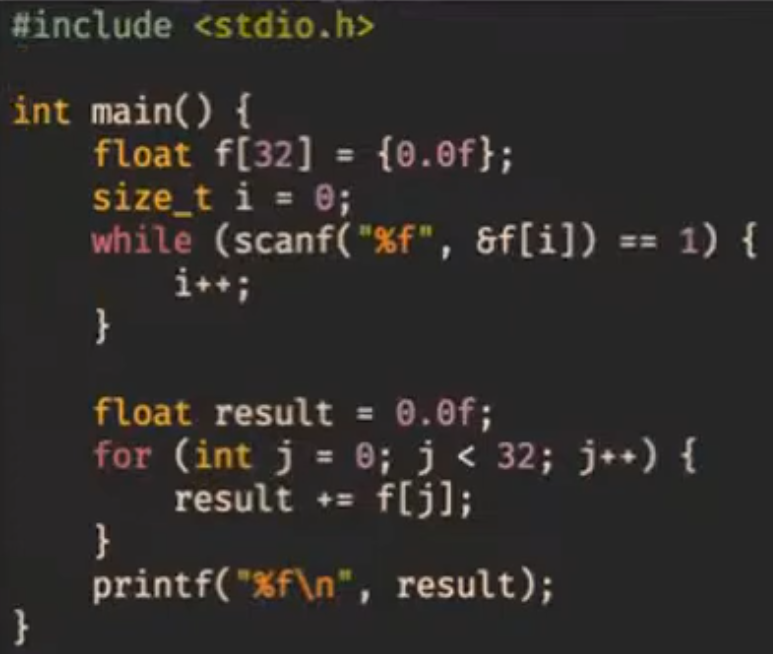 #include <stdio.h>

int main() {
    float f[32] = {0.0f};
    size_t i = 0;
    while (scanf("%f", &f[i]) == 1) {
        i++;
    }

    float result = 0.0f;
    for (int j = 0; j < 32; j++) {
        result += f[j];
    }
    printf("%f\n", result);
}